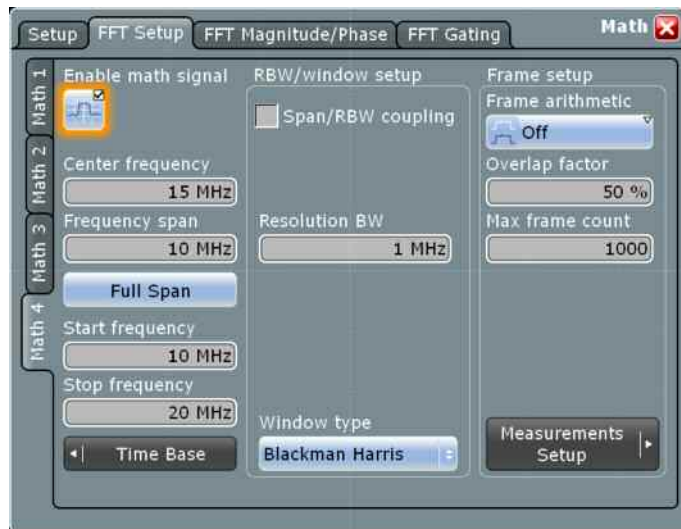 Setup
FFT Setup
FFT Magnitude/Phase
FFT Gating
Math
Math 1
Math 2
Math 3
Math 4
Enable math signal
Center frequency
15 MHz
Frequency span
10 MHz
Full Span
Start frequency
10 MHz
Stop frequency
20 MHz
Time Base
RBW/window setup
Span/RBW coupling
Resolution BW
1 MHz
Window type
Blackman Harris
Frame setup
Frame arithmetic
Off
Overlap factor
50 %
Max frame count
1000
Measurements
Setup